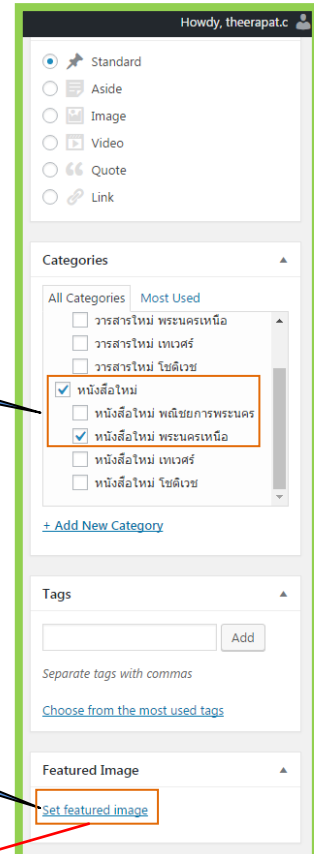 Howdy, theerapat.c
Standard
Aside
Image
Video
Quote
Link
Categories
All Categories Most Used
วารสารใหม่ พระนครเหนือ
วารสารใหม่ เทเวศร์
วารสารใหม่ โชติเวช
หนังสือใหม่
หนังสือใหม่ พณิชยการพระนคร
หนังสือใหม่ พระนครเหนือ
หนังสือใหม่ เทเวศร์
หนังสือใหม่ โชติเวช
+ Add New Category
Tags
Add
Separate tags with commas
Choose from the most used tags
Featured Image
Set featured image